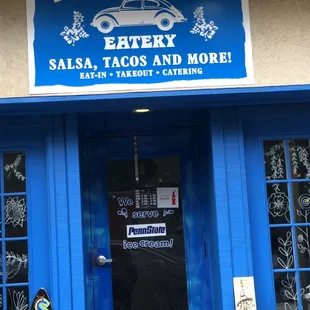 EATERY
SALSA, TACOS AND MORE!
EAT-IN • TAKEOUT • CATERING
We
serve
PennState
ice cream!